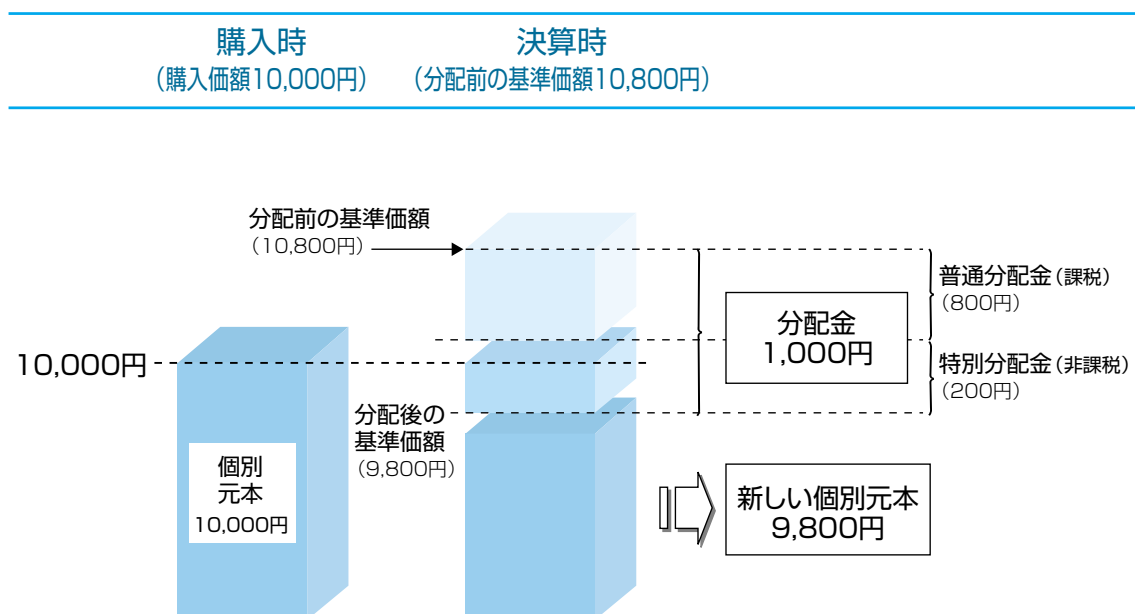 購入時
（購入価額10,000円）
決算時
（分配前の基準価額10,800円）
分配前の基準価額
（10,800円）
普通分配金（課税）
（800円）
分配金
1,000円
10,000円
特別分配金（非課税）
（200円）
分配後の
基準価額
（9,800円）
個別
元本
10,000円
新しい個別元本
9,800円